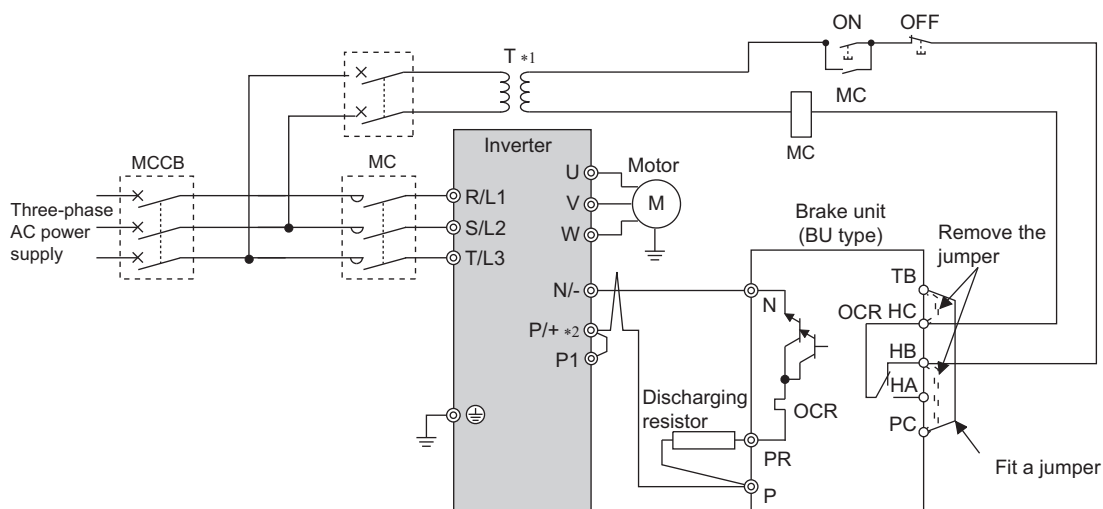 ON OFF
T *1
MC
MC
MCCB
MC
Inverter
Motor
Three-phase
AC power
supply
R/L1
S/L2
T/L3
U
V
W
M
Brake unit
(BU type)
Remove the
jumper
N/-
P/+ *2
P1
N
TB
OCR HC
HB
HA
PC
Discharging
resistor
OCR
PR
P
Fit a jumper